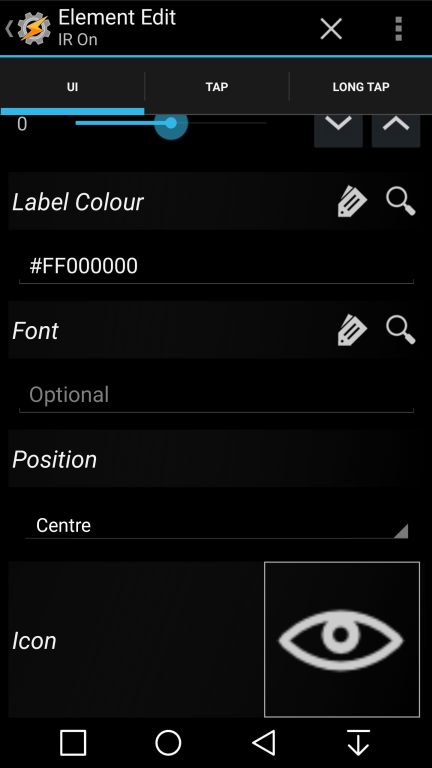 Element Edit
IR On
UI
TAP
LONG TAP
0
Label Colour
#FF000000
Font
Optional
Position
Centre
Icon